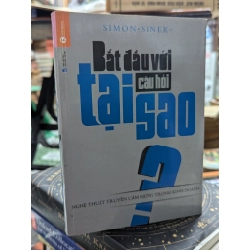 SIMON SINEK
Bắt đầu với
câu hỏi
tại
sao
?
NGHỆ THUẬT TRUYỀN CẢM HỨNG TRONG KINH DOANH